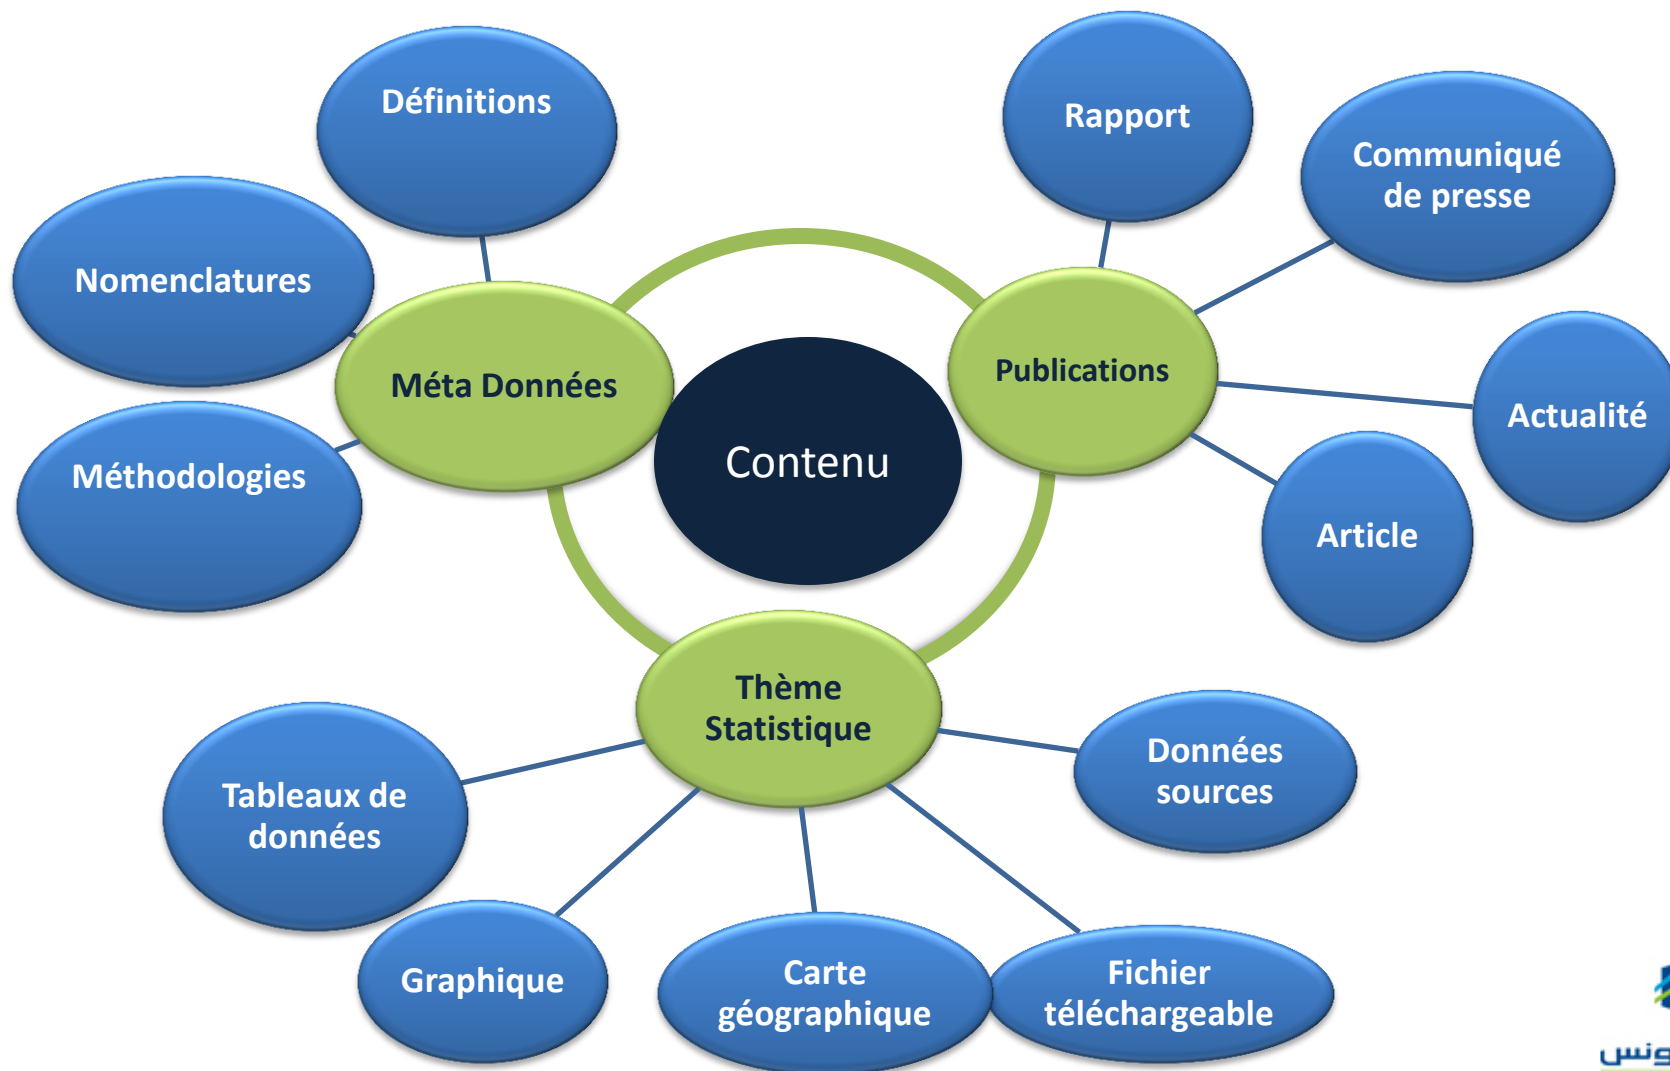 Définitions
Rapport
Communiqué
de presse
Nomenclatures
Méta Données
Publications
Actualité
Contenu
Méthodologies
Article
Thème
Statistique
Données
sources
Tableaux de
données
Graphique
Carte
géographique
Fichier
téléchargeable